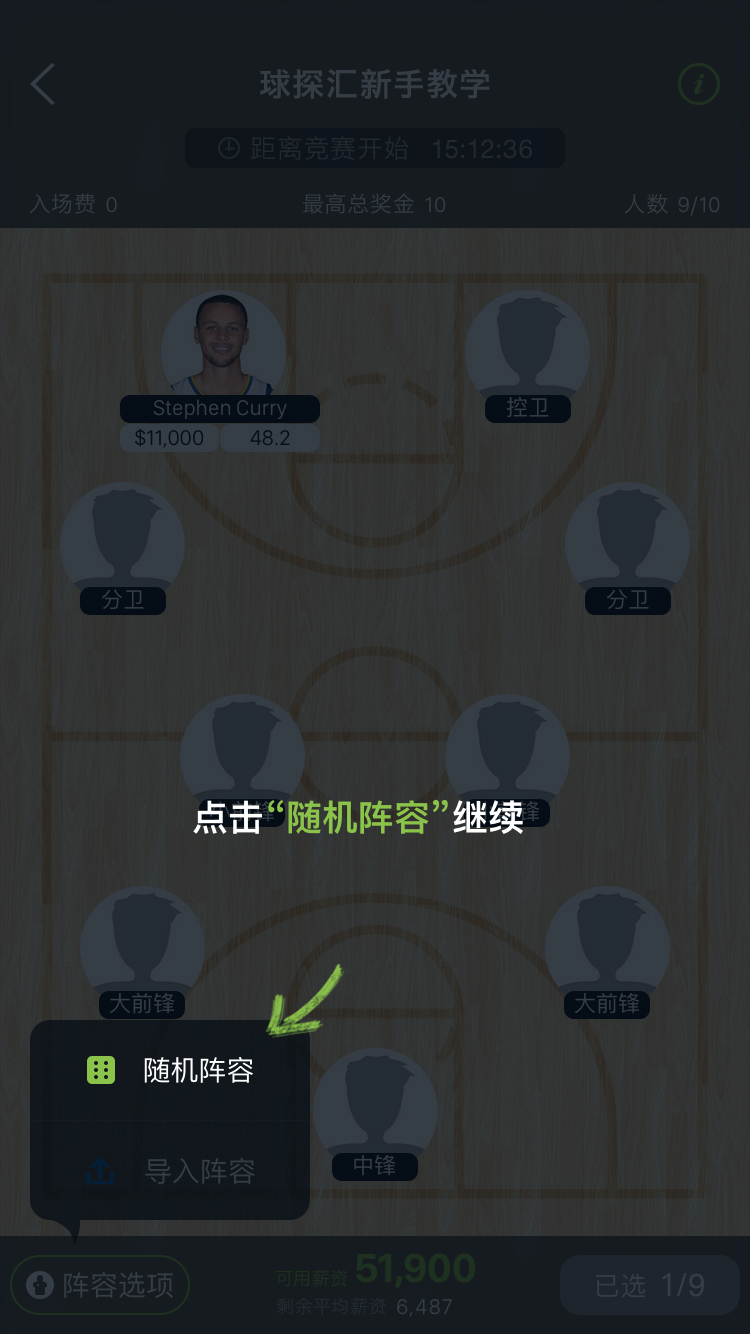 球探汇新手教学
距离竞赛开始 15:12:36
入场费 0 最高总奖金 10 人数 9/10
Stephen Curry
$11,000 48.2
控卫
分卫 分卫
锋 锋
点击“随机阵容”继续
大前锋 大前锋
随机阵容
导入阵容
中锋
阵容选项
可用薪资 51,900
剩余平均薪资 6,487
已选 1/9